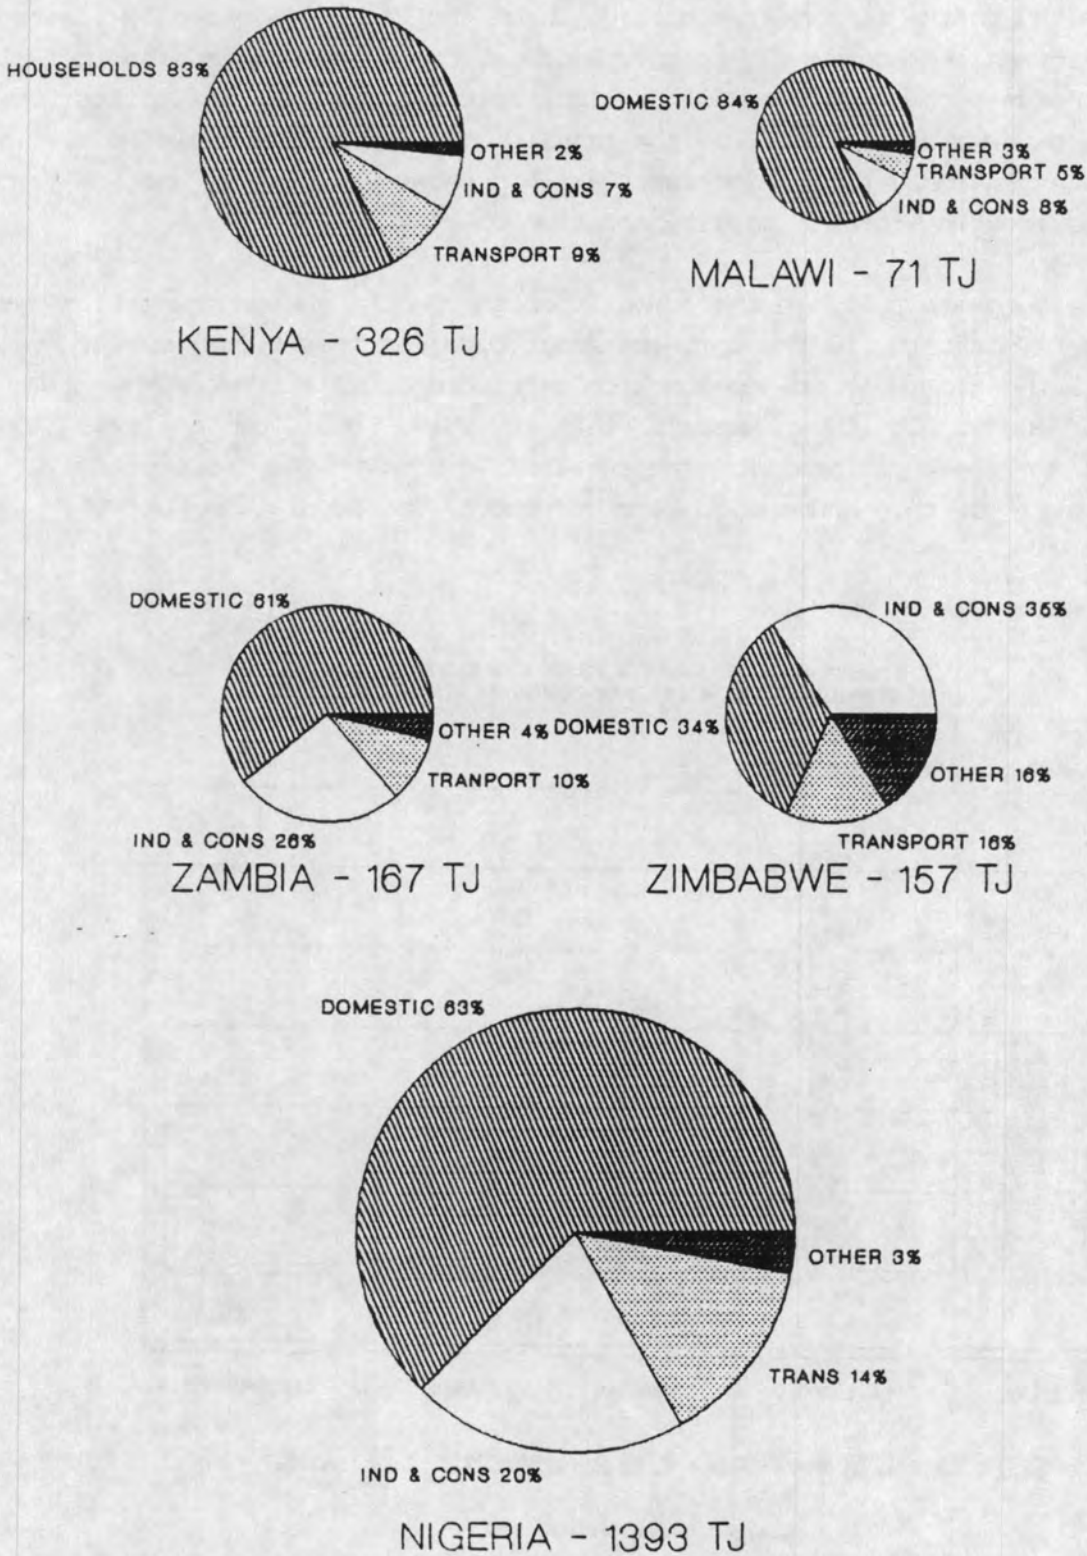 HOUSEHOLDS 83%
OTHER 2%
IND & CONS 7%
TRANSPORT 9%
KENYA - 326 TJ
DOMESTIC 84%
OTHER 3%
TRANSPORT 5%
IND & CONS 8%
MALAWI - 71 TJ
DOMESTIC 61%
OTHER 4%
TRANPORT 10%
IND & CONS 26%
ZAMBIA - 167 TJ
IND & CONS 35%
DOMESTIC 34%
OTHER 16%
TRANSPORT 16%
ZIMBABWE - 157 TJ
DOMESTIC 63%
OTHER 3%
TRANS 14%
IND & CONS 20%
NIGERIA - 1393 TJ